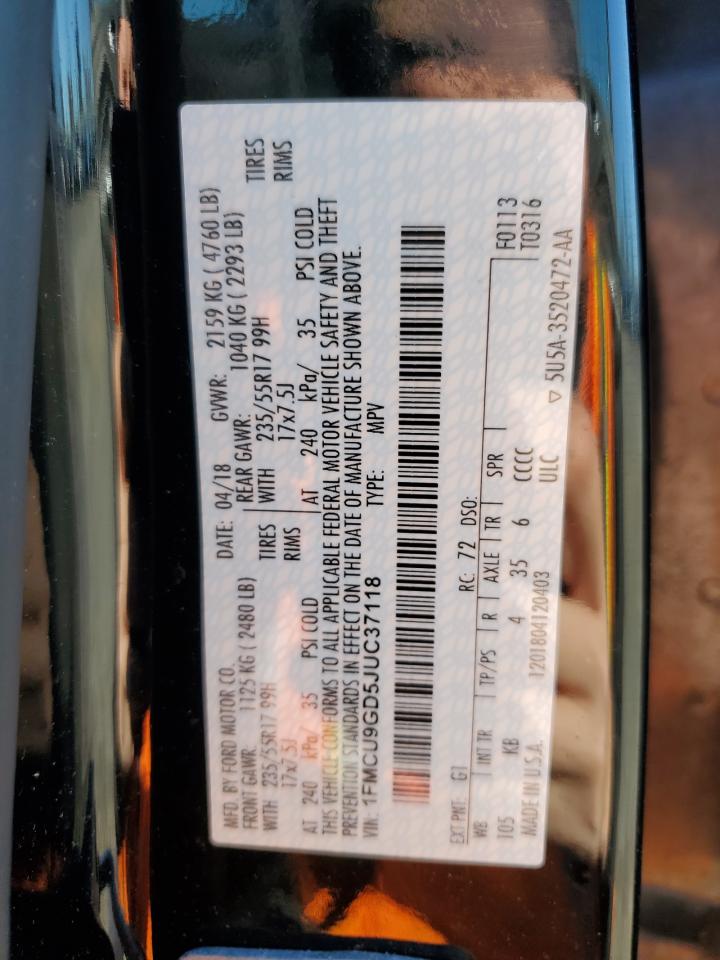 MFD. BY FORD MOTOR CO.
DATE: 04/18 GVWR: 2159 KG ( 4760 LB)
FRONT GAWR: 1125 KG ( 2480 LB) REAR GAWR: 1040 KG ( 2293 LB)
WITH 235/55R17 99H TIRES WITH 235/55R17 99H TIRES
17x7.5J RIMS 17x7.5J RIMS
AT 240 kPa/ 35 PSI COLD AT 240 kPa/ 35 PSI COLD
THIS VEHICLE CONFORMS TO ALL APPLICABLE FEDERAL MOTOR VEHICLE SAFETY AND THEFT
PREVENTION STANDARDS IN EFFECT ON THE DATE OF MANUFACTURE SHOWN ABOVE.
VIN: 1FMCU9GD5JUC37118 TYPE: MPV
EXT PNT: G1 RC: 72 DSO:
WB INT TR TP/PS R AXLE TR SPR F0113
105 KB 4 35 6 CCCC T0316
MADE IN U.S.A. 1201804120403 ULC ▽ 5U5A-3520472-AA